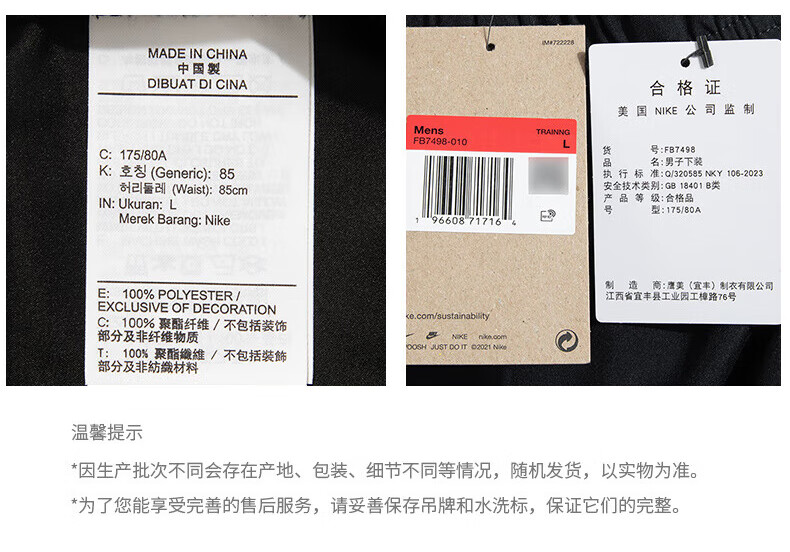 MADE IN CHINA
中 國 製
DIBUAT DI CINA
C: 175/80A
K: 호칭 (Generic): 85
허리둘레 (Waist): 85cm
IN: Ukuran: L
Merek Barang: Nike
E: 100% POLYESTER /
EXCLUSIVE OF DECORATION
C: 100% 聚酯纤维 / 不包括装饰
部分及非纤维物质
T: 100% 聚酯纖維 / 不包括裝飾
部分及非紡織材料
IM#722228
Mens
TRAINNG
FB7498-010
L
1 96608 71716 4
ke.com/sustainability
NIKE nike.com
OOSH JUST DO IT ©2021 Nike
合 格 证
美 国 NIKE 公 司 监 制
货 号:FB7498
品 名:男子下装
执 行 标 准:Q/320585 NKY 106-2023
安全技术类别:GB 18401 B类
产 品 等 级:合格品
号 型:175/80A
制 造 商:鹰美（宜丰）制衣有限公司
江西省宜丰县工业园工樟路76号
温馨提示
*因生产批次不同会存在产地、包装、细节不同等情况，随机发货，以实物为准。
*为了您能享受完善的售后服务，请妥善保存吊牌和水洗标，保证它们的完整。